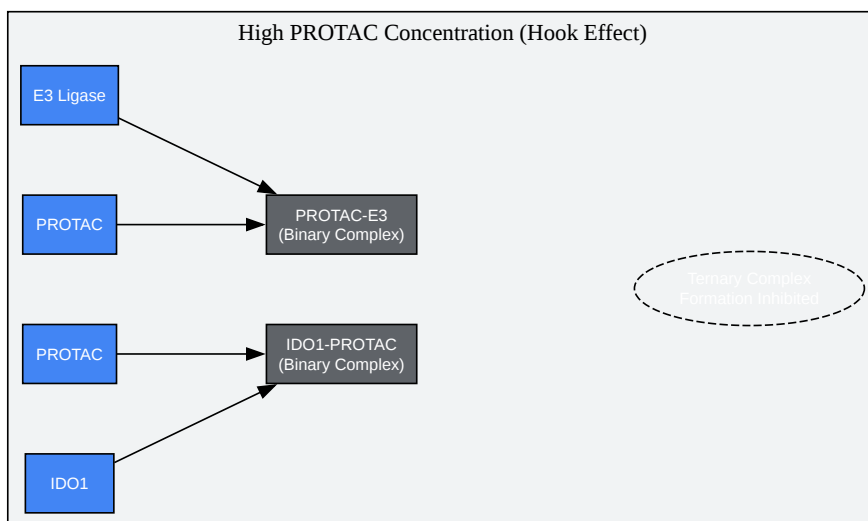 High PROTAC Concentration (Hook Effect)
E3 Ligase
PROTAC
PROTAC-E3
(Binary Complex)
Ternary Complex
Formation Inhibited
PROTAC
IDO1-PROTAC
(Binary Complex)
IDO1